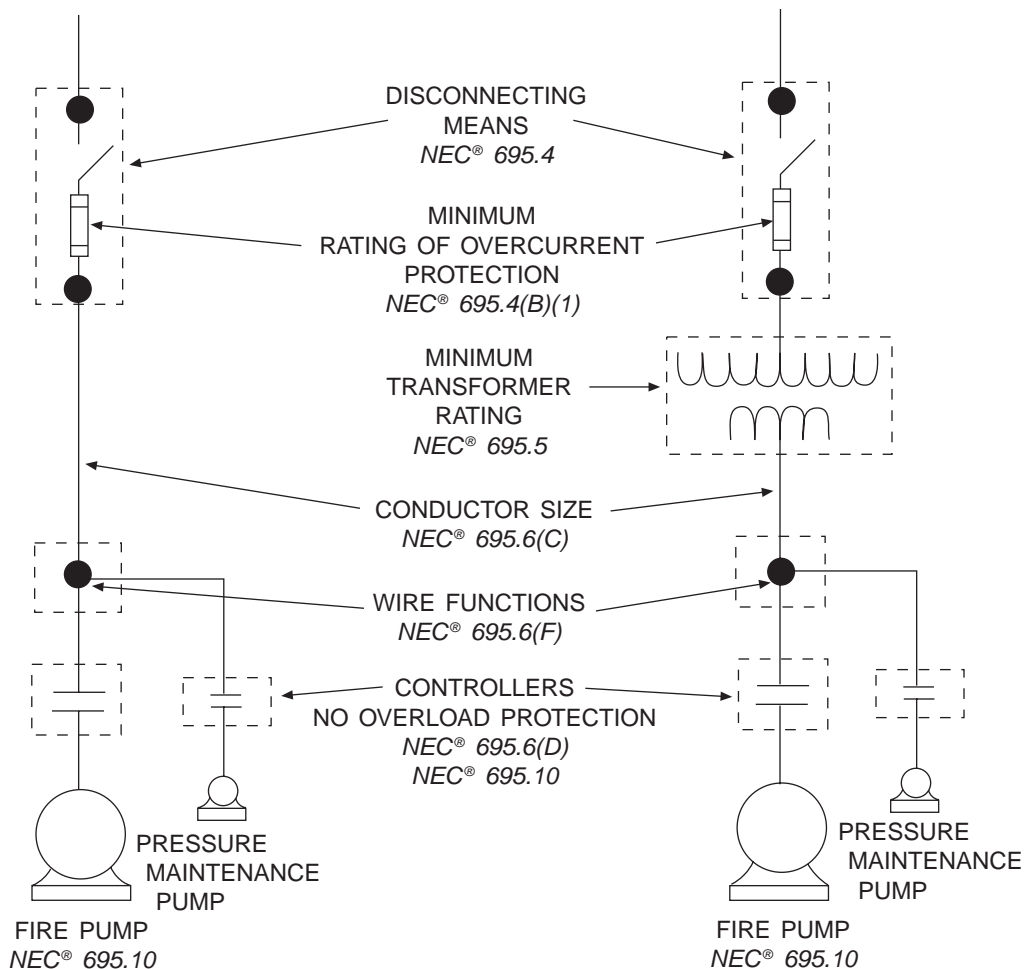 DISCONNECTING
MEANS
NEC® 695.4
MINIMUM
RATING OF OVERCURRENT
PROTECTION
NEC® 695.4(B)(1)
MINIMUM
TRANSFORMER
RATING
NEC® 695.5
CONDUCTOR SIZE
NEC® 695.6(C)
WIRE FUNCTIONS
NEC® 695.6(F)
CONTROLLERS
NO OVERLOAD PROTECTION
NEC® 695.6(D)
NEC® 695.10
PRESSURE
MAINTENANCE
PUMP
FIRE PUMP
NEC® 695.10
PRESSURE
MAINTENANCE
PUMP
FIRE PUMP
NEC® 695.10